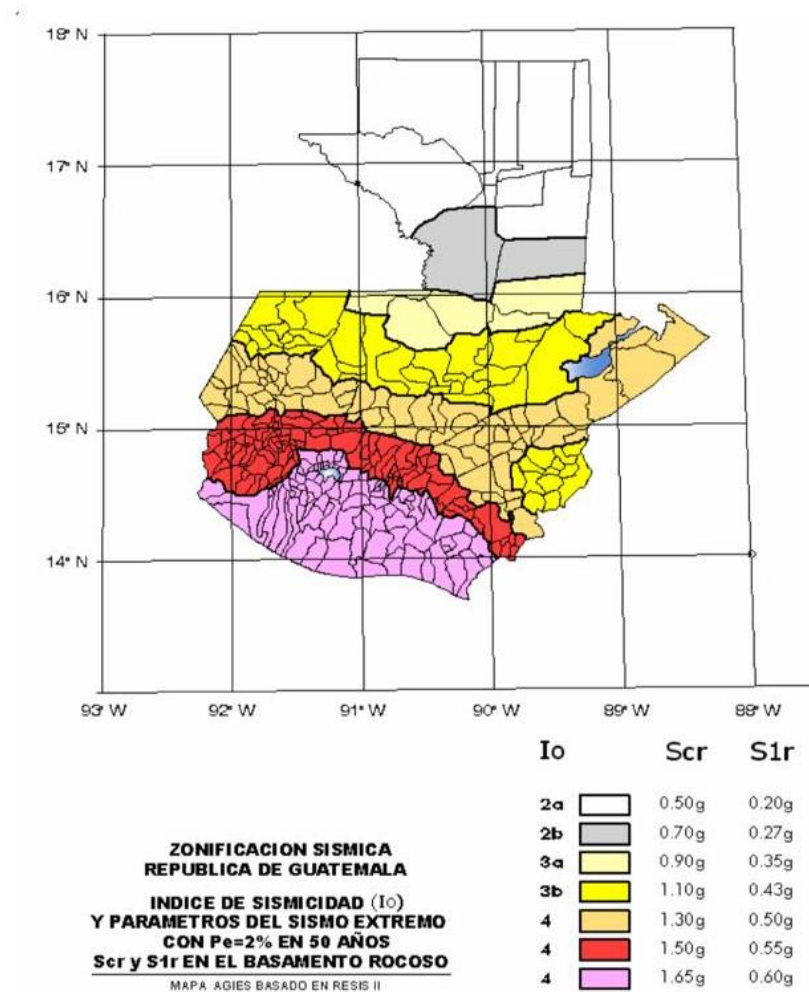 18° N
17° N
16° N
15° N
14° N
93° W 92° W 91° W 90° W 89° W 88° W
Io Scr S1r
2a 0.50g 0.20g
2b 0.70g 0.27g
3a 0.90g 0.35g
3b 1.10g 0.43g
4 1.30g 0.50g
4 1.50g 0.55g
4 1.65g 0.60g
ZONIFICACION SISMICA
REPUBLICA DE GUATEMALA
INDICE DE SISMICIDAD (Io)
Y PARAMETROS DEL SISMO EXTREMO
CON Pe=2% EN 50 AÑOS
Scr y S1r EN EL BASAMENTO ROCOSO
MAPA AGIES BASADO EN RESIS II